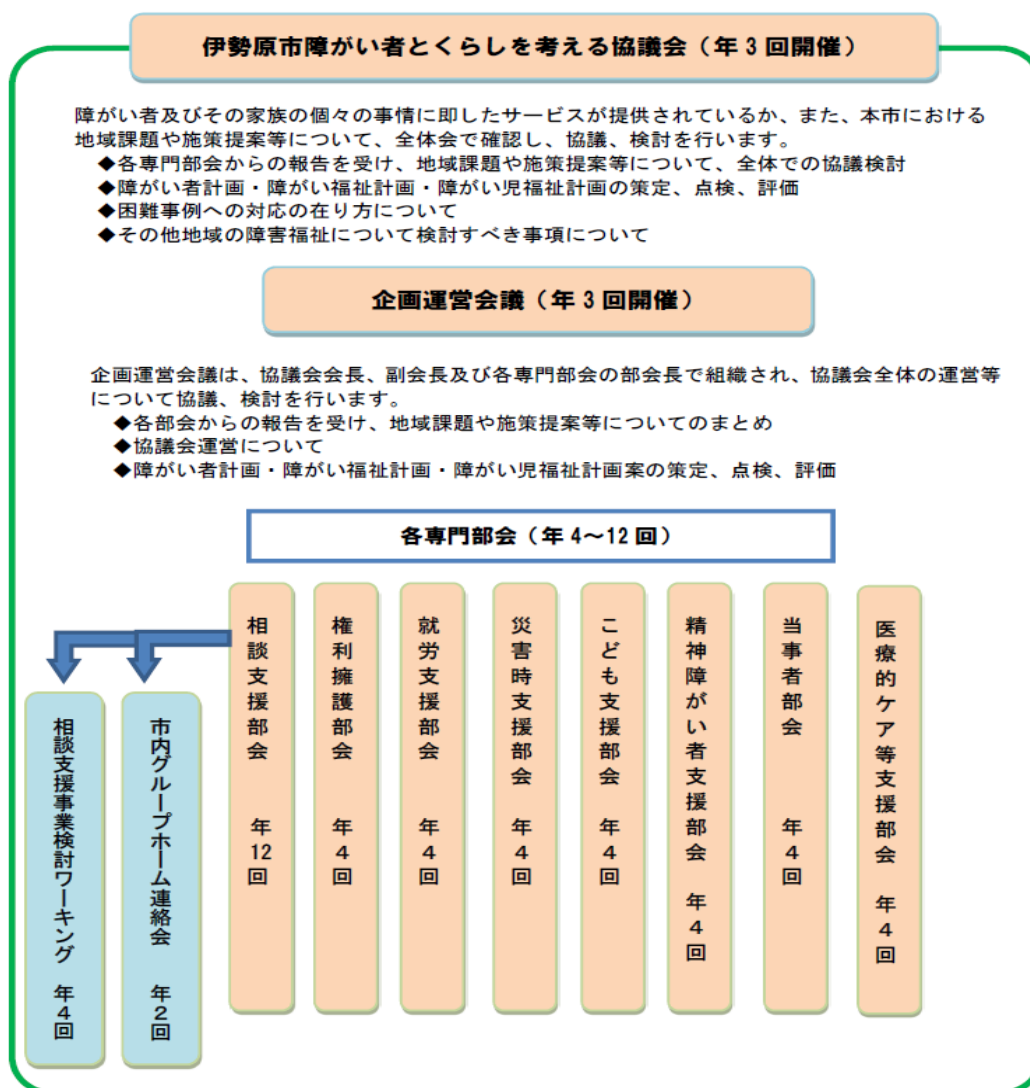 伊勢原市障がい者とくらしを考える協議会（年3回開催）
障がい者及びその家族の個々の事情に即したサービスが提供されているか、また、本市における
地域課題や施策提案等について、全体会で確認し、協議、検討を行います。
◆各専門部会からの報告を受け、地域課題や施策提案等について、全体での協議検討
◆障がい者計画・障がい福祉計画・障がい児福祉計画の策定、点検、評価
◆困難事例への対応の在り方について
◆その他地域の障害福祉について検討すべき事項について
企画運営会議（年3回開催）
企画運営会議は、協議会会長、副会長及び各専門部会の部会長で組織され、協議会全体の運営等
について協議、検討を行います。
◆各部会からの報告を受け、地域課題や施策提案等についてのまとめ
◆協議会運営について
◆障がい者計画・障がい福祉計画・障がい児福祉計画案の策定、点検、評価
各専門部会（年4～12回）
相談支援事業検討ワーキング 年4回
市内グループホーム連絡会 年2回
相談支援部会 年12回
権利擁護部会 年4回
就労支援部会 年4回
災害時支援部会 年4回
こども支援部会 年4回
精神障がい者支援部会 年4回
当事者部会 年4回
医療的ケア等支援部会 年4回